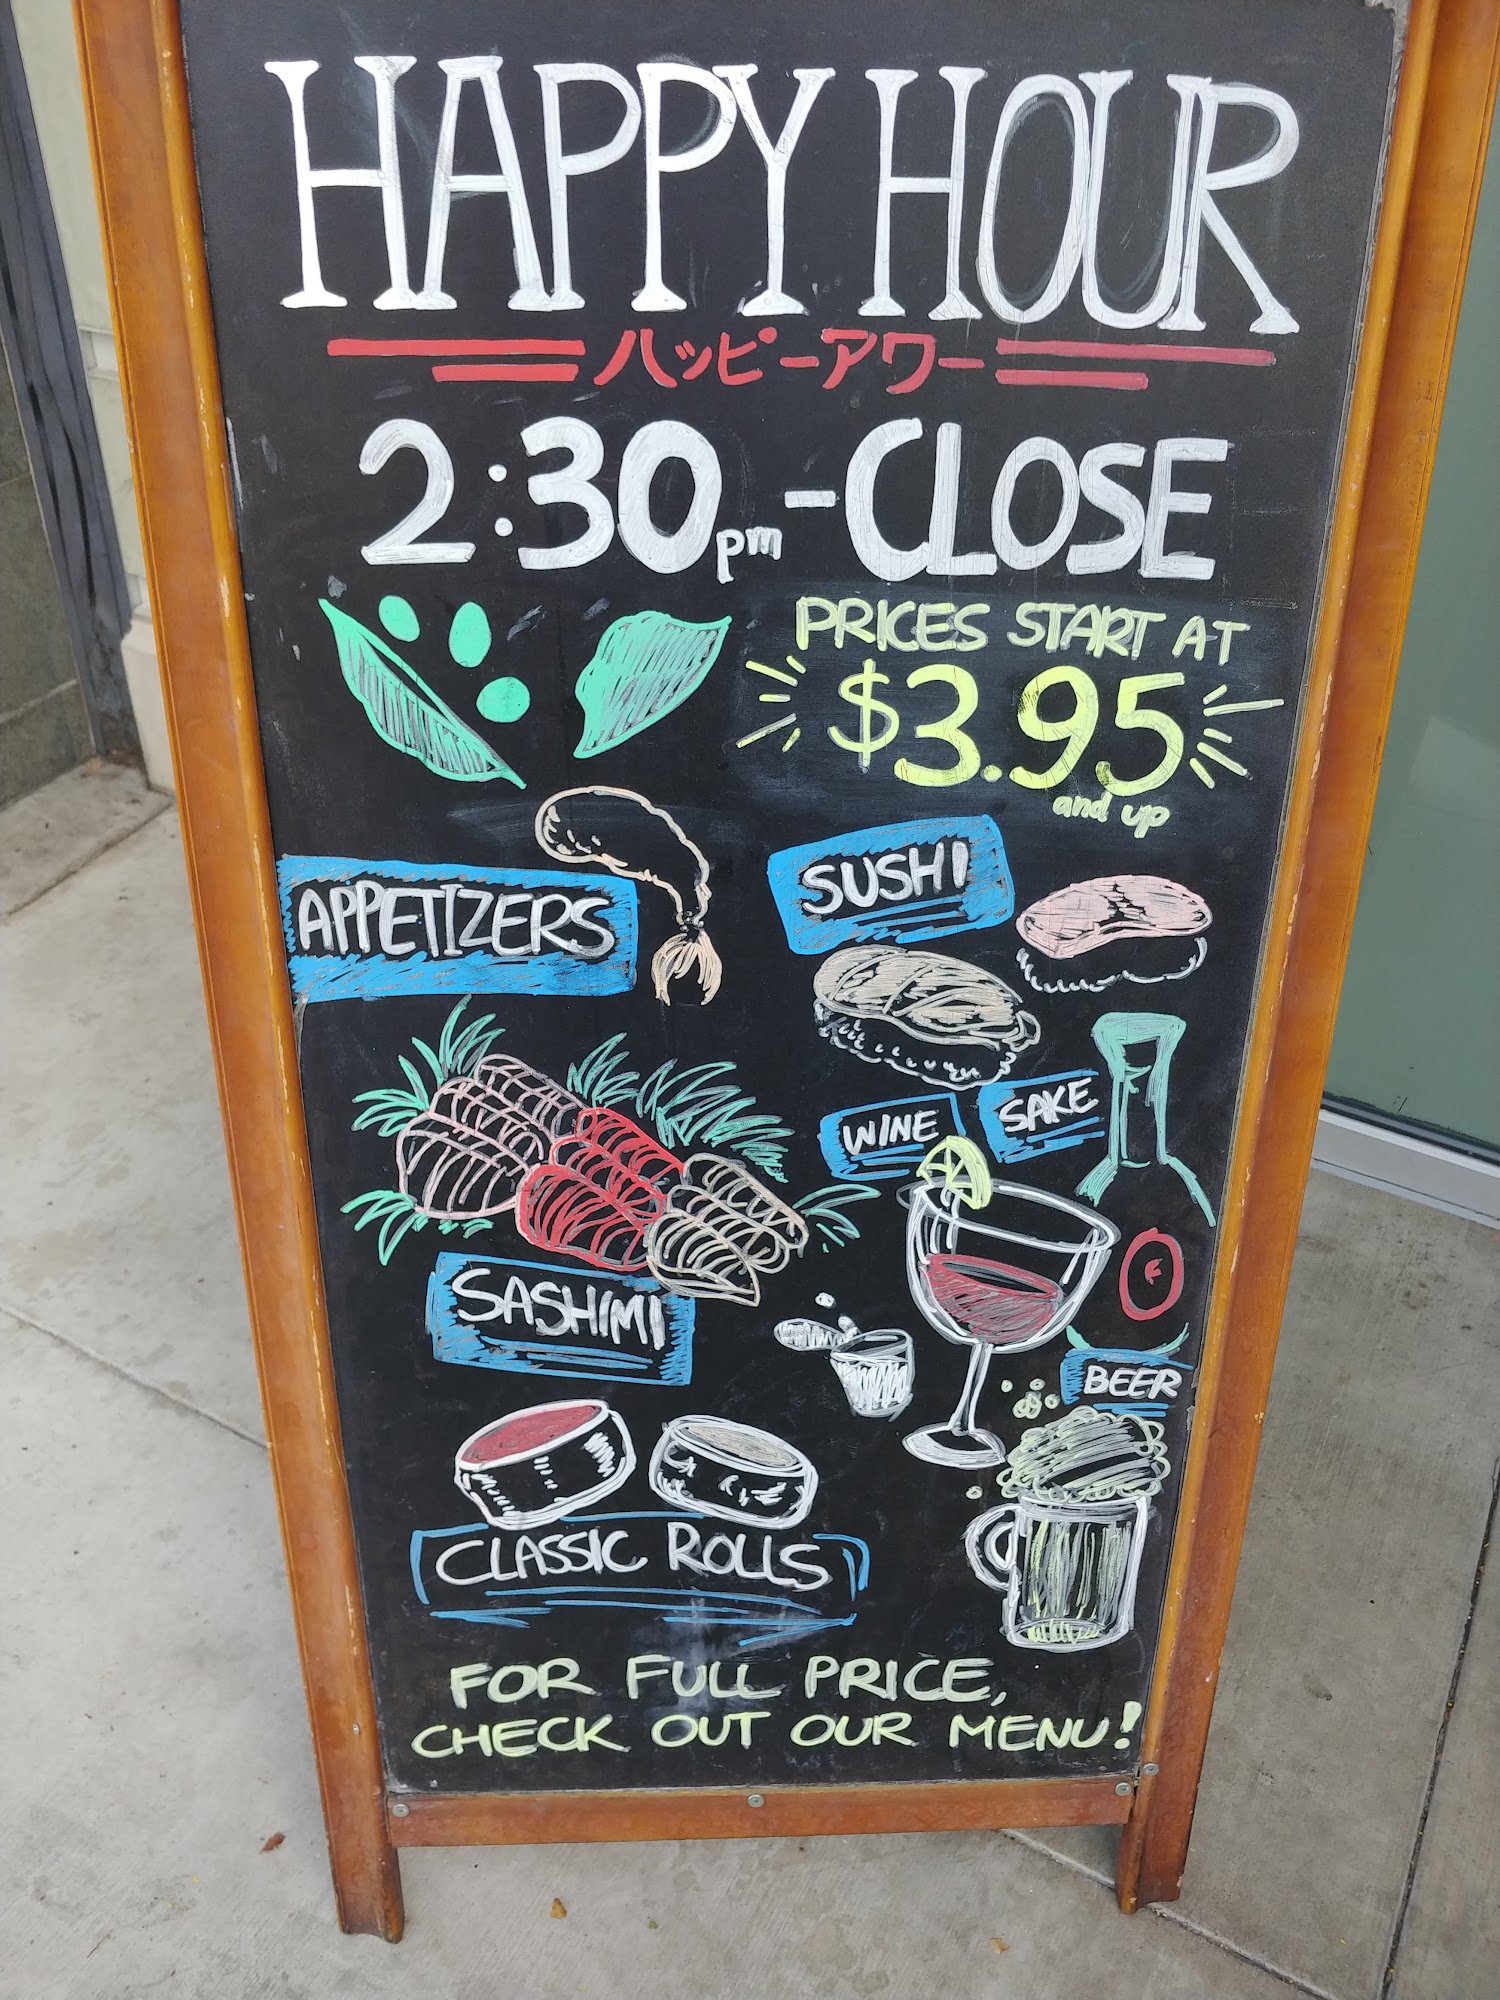 HAPPY HOUR
ハッピーアワー
2:30pm - CLOSE
PRICES START AT
$3.95
and up
APPETIZERS
SUSHI
WINE
SAKE
SASHIMI
BEER
CLASSIC ROLLS
FOR FULL PRICE,
CHECK OUT OUR MENU!